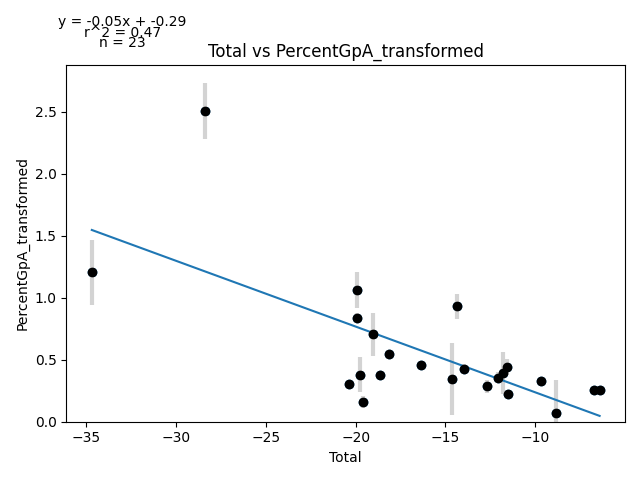 y = -0.05x + -0.29
r^2 = 0.47
n = 23
Total vs PercentGpA_transformed
PercentGpA_transformed
2.5
2.0
1.5
1.0
0.5
0.0
−35 −30 −25 −20 −15 −10
Total